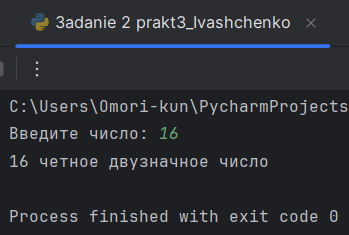 Zadanie 2 prakt3_Ivashchenko
C:\Users\Omori-kun\PycharmProjects
Введите число: 16
16 четное двузначное число
Process finished with exit code 0